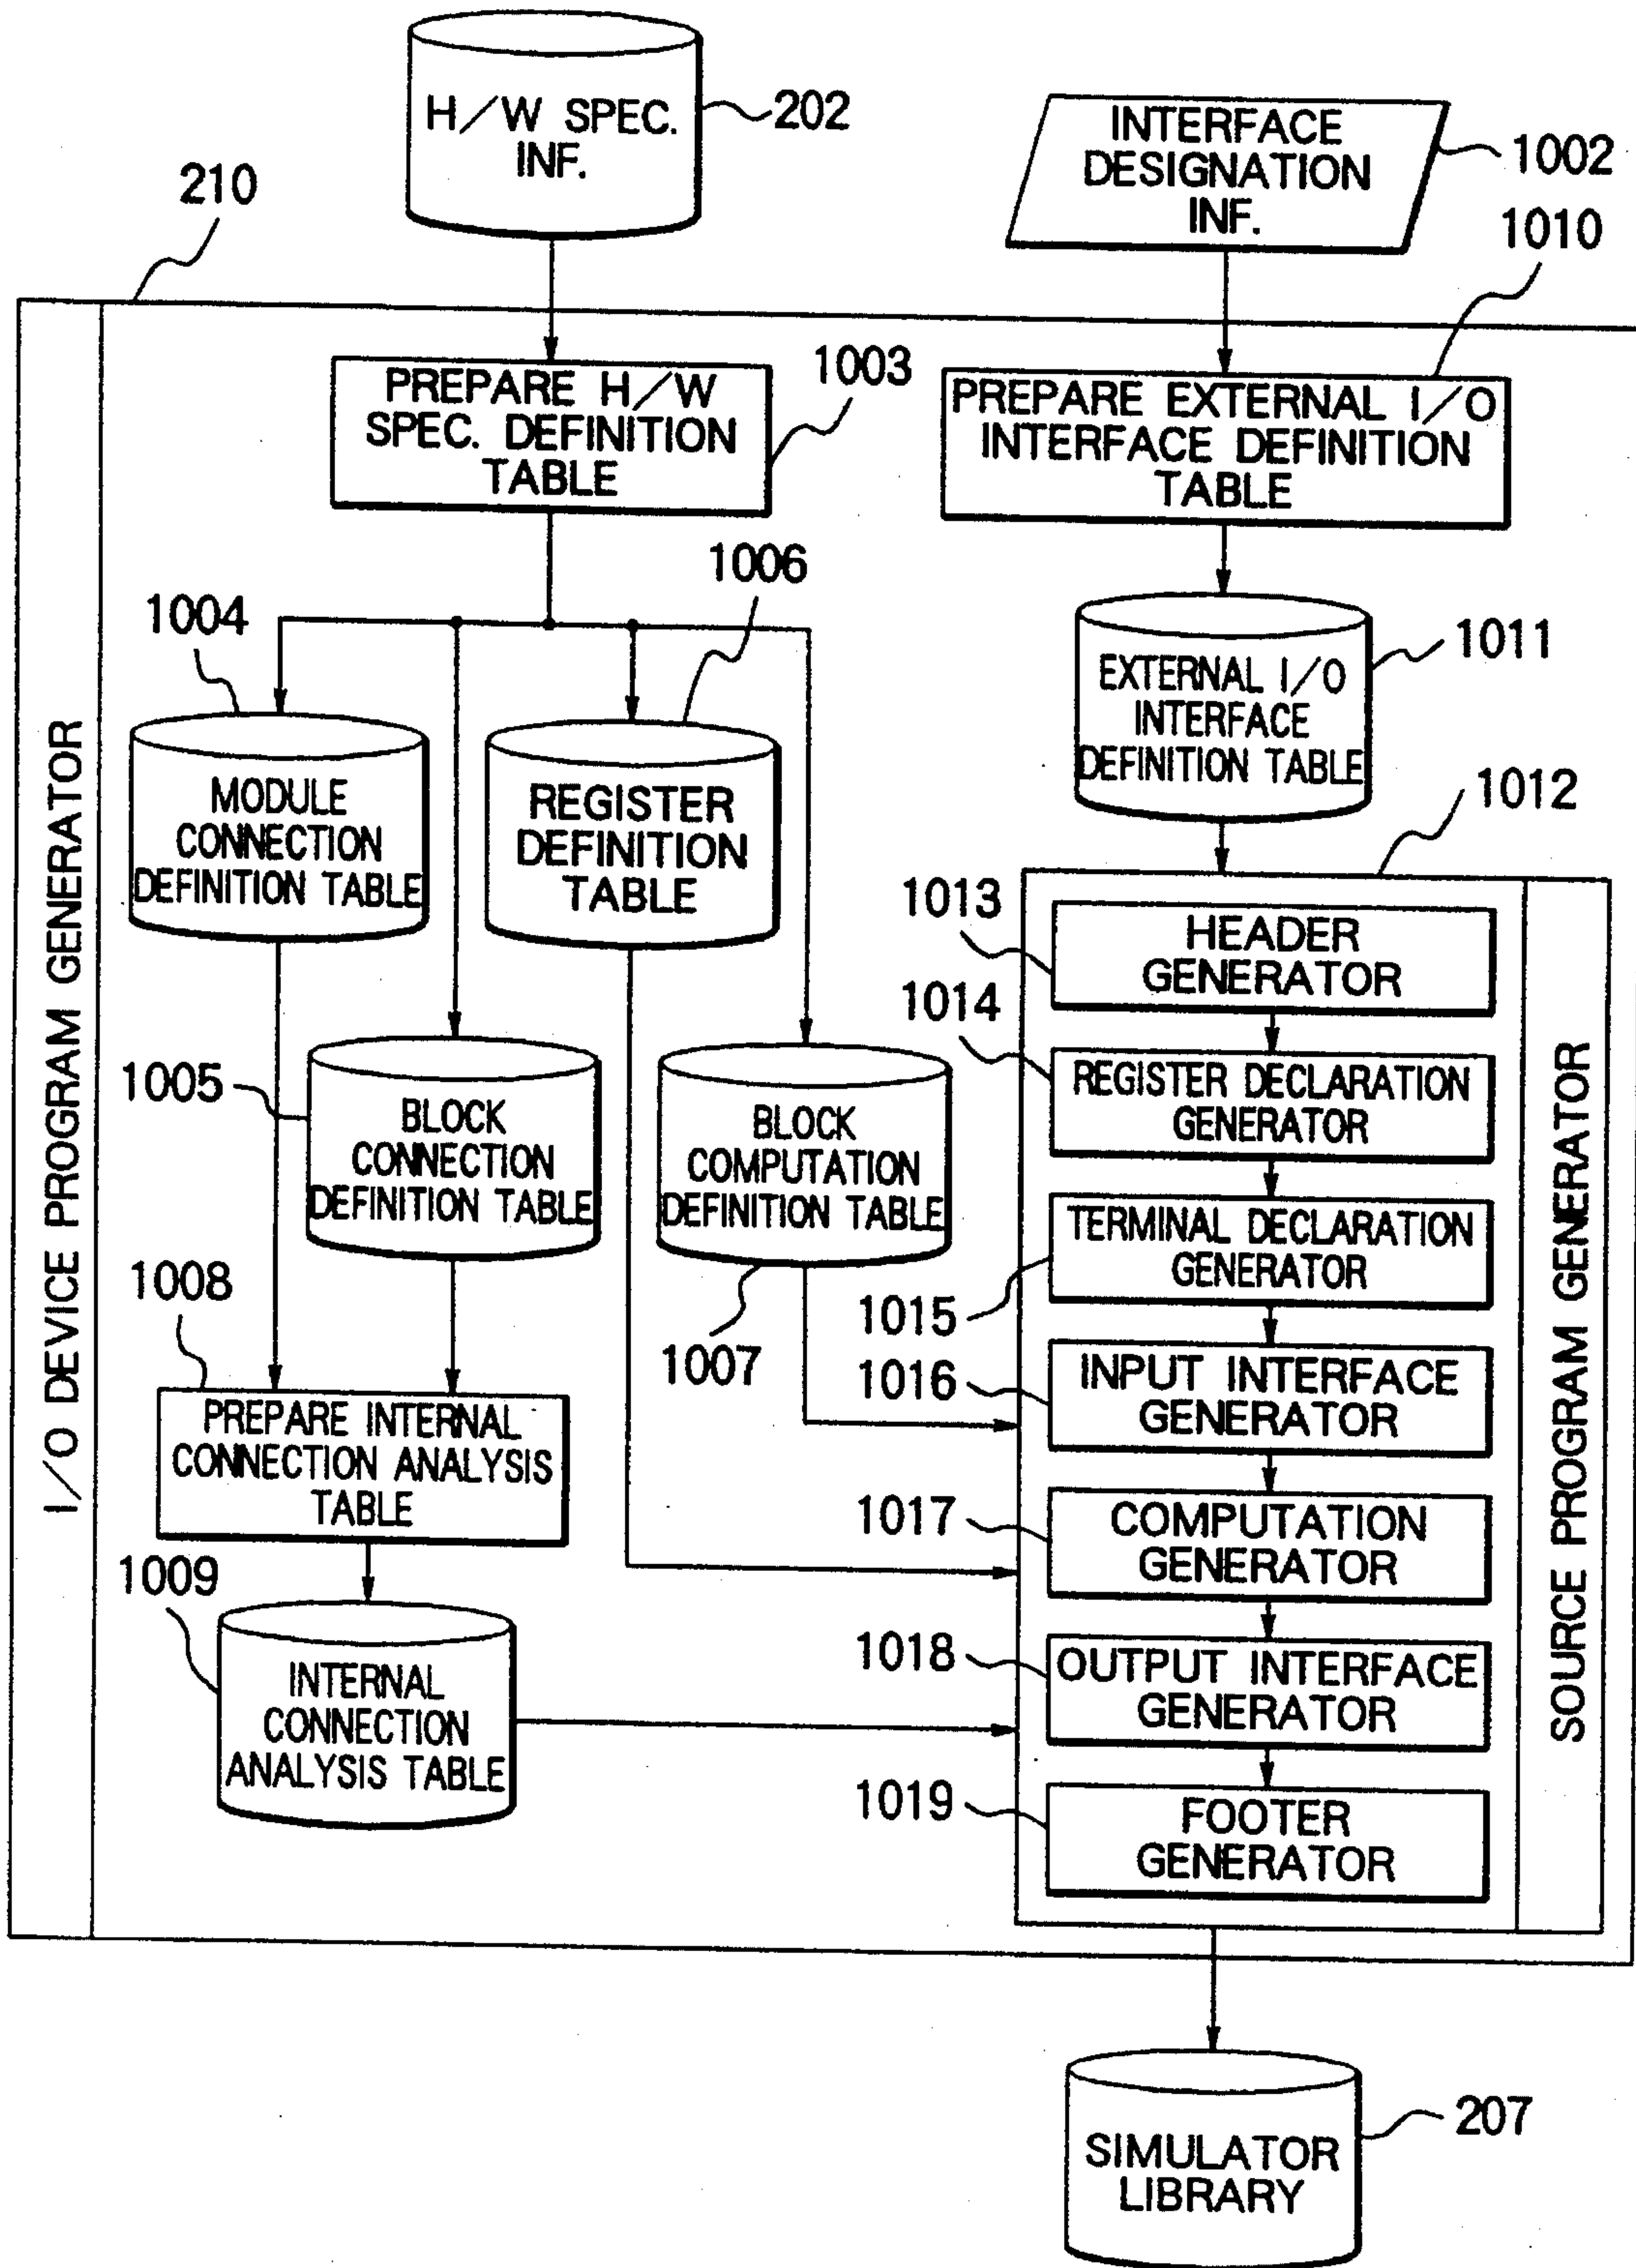 H/W SPEC.
INF.
202
INTERFACE
DESIGNATION
INF.
1002
210
1010
I/O DEVICE PROGRAM GENERATOR
PREPARE H/W
SPEC. DEFINITION
TABLE
1003
PREPARE EXTERNAL I/O
INTERFACE DEFINITION
TABLE
1004
1006
EXTERNAL I/O
INTERFACE
DEFINITION TABLE
1011
MODULE
CONNECTION
DEFINITION TABLE
REGISTER
DEFINITION
TABLE
1012
SOURCE PROGRAM GENERATOR
1013
HEADER
GENERATOR
1014
REGISTER DECLARATION
GENERATOR
1005
BLOCK
CONNECTION
DEFINITION TABLE
BLOCK
COMPUTATION
DEFINITION TABLE
1007
TERMINAL DECLARATION
GENERATOR
1015
1008
PREPARE INTERNAL
CONNECTION ANALYSIS
TABLE
1016
INPUT INTERFACE
GENERATOR
1017
COMPUTATION
GENERATOR
1009
INTERNAL
CONNECTION
ANALYSIS TABLE
1018
OUTPUT INTERFACE
GENERATOR
1019
FOOTER
GENERATOR
SIMULATOR
LIBRARY
207